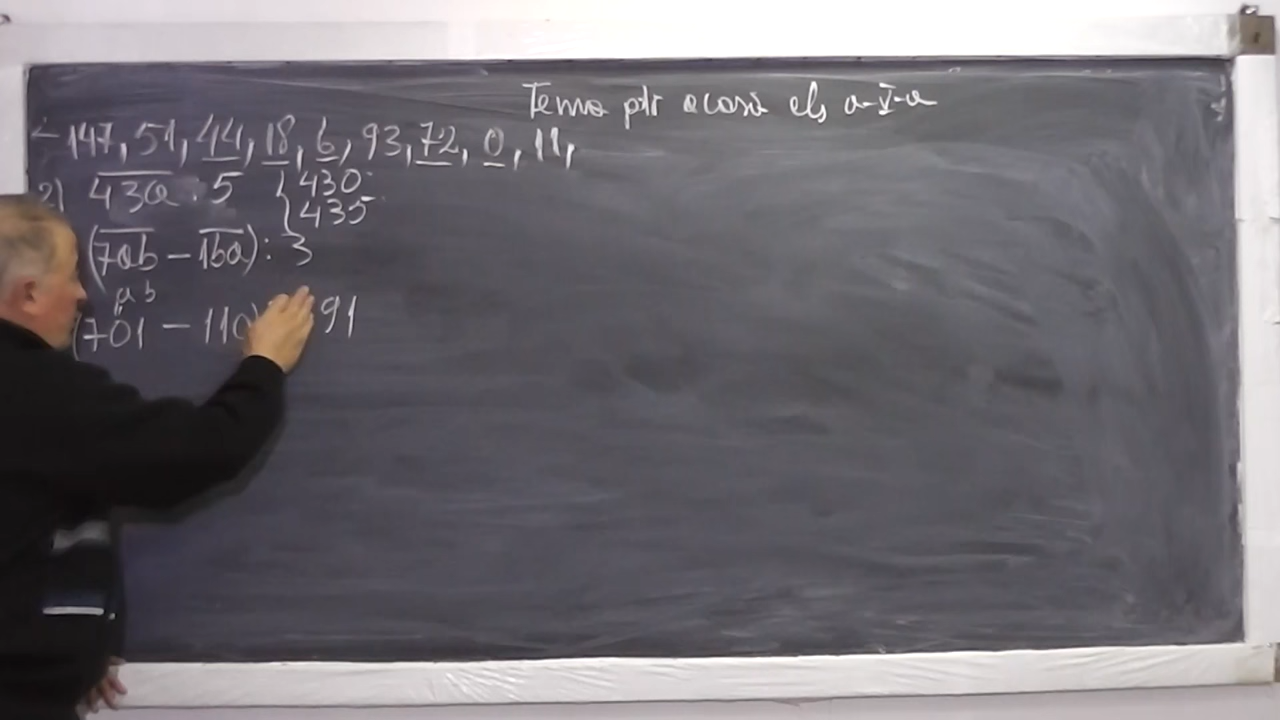 Tema ptr acasă cls a-V-a
147, 51, 44, 18, 6, 93, 72, 0, 11,
2) 43a : 5 { 430 435
(7ab - 1ba) : 3
a b
(701 - 110) 91